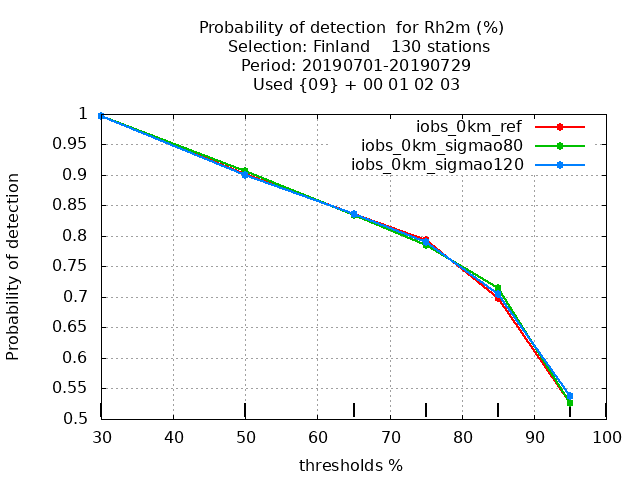 Probability of detection  for Rh2m (%)
Selection: Finland    130 stations
Period: 20190701-20190729
Used {09} + 00 01 02 03
iobs_0km_ref
iobs_0km_sigmao80
iobs_0km_sigmao120
Probability of detection
1
0.95
0.9
0.85
0.8
0.75
0.7
0.65
0.6
0.55
0.5
30 40 50 60 70 80 90 100
thresholds %